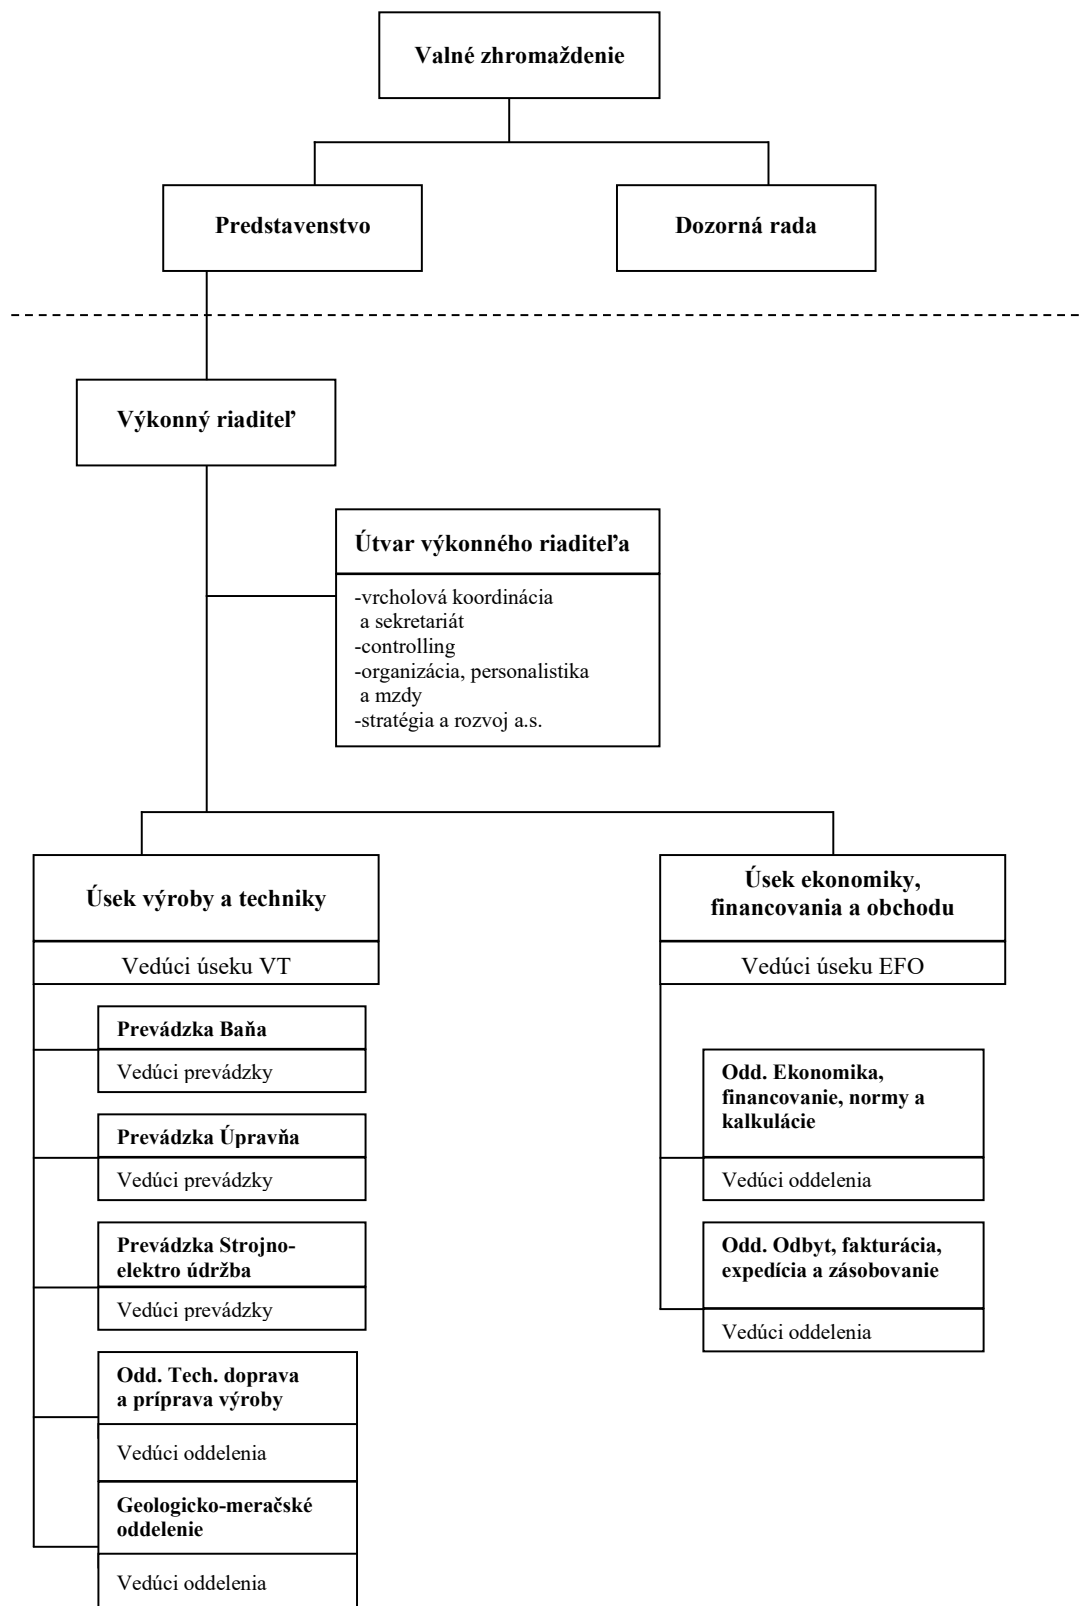 Valné zhromaždenie
Predstavenstvo
Dozorná rada
Výkonný riaditeľ
Útvar výkonného riaditeľa
-vrcholová koordinácia
a sekretariát
-controlling
-organizácia, personalistika
a mzdy
-stratégia a rozvoj a.s.
Úsek výroby a techniky
Vedúci úseku VT
Prevádzka Baňa
Vedúci prevádzky
Prevádzka Úpravňa
Vedúci prevádzky
Prevádzka Strojno-
elektro údržba
Vedúci prevádzky
Odd. Tech. doprava
a príprava výroby
Vedúci oddelenia
Geologicko-meračské
oddelenie
Vedúci oddelenia
Úsek ekonomiky,
financovania a obchodu
Vedúci úseku EFO
Odd. Ekonomika,
financovanie, normy a
kalkulácie
Vedúci oddelenia
Odd. Odbyt, fakturácia,
expedícia a zásobovanie
Vedúci oddelenia